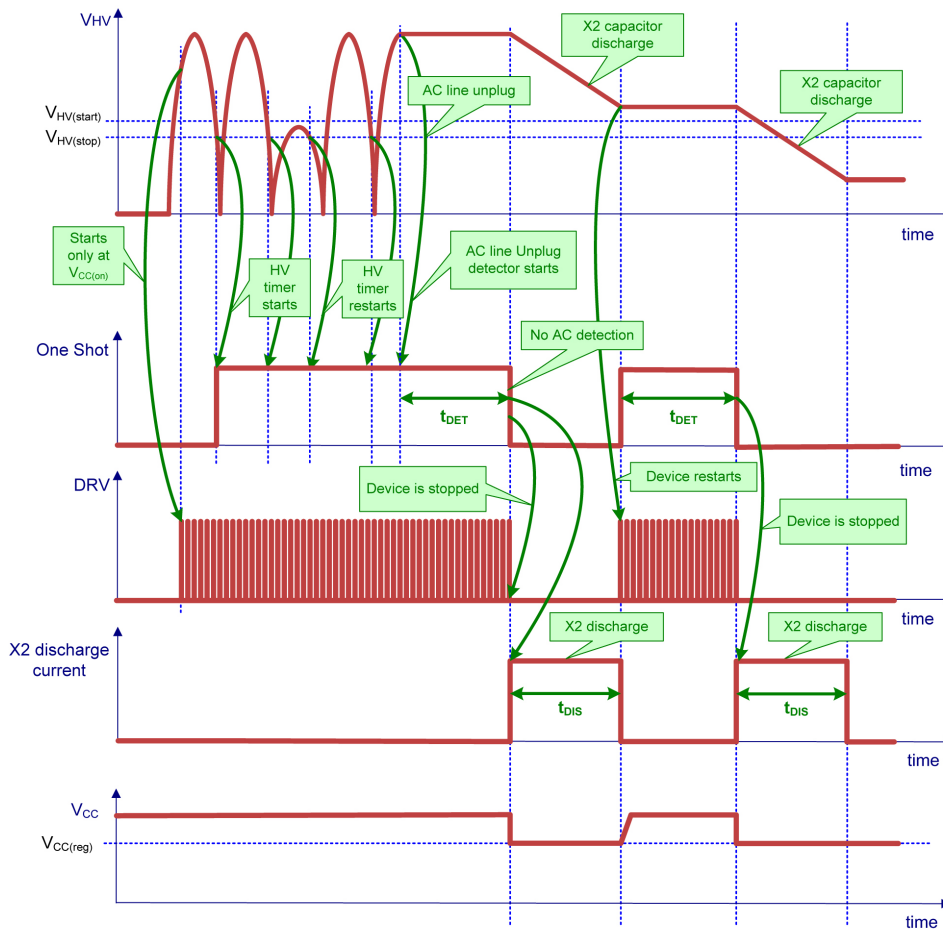 VHV
X2 capacitor
discharge
AC line unplug
X2 capacitor
discharge
VHV(start)
VHV(stop)
time
Starts
only at
VCC(on)
HV
timer
starts
HV
timer
restarts
AC line Unplug
detector starts
No AC detection
One Shot
tDET
tDET
time
DRV
Device is stopped
Device restarts
Device is stopped
time
X2 discharge
current
X2 discharge
X2 discharge
tDIS
tDIS
time
VCC
VCC(reg)
time